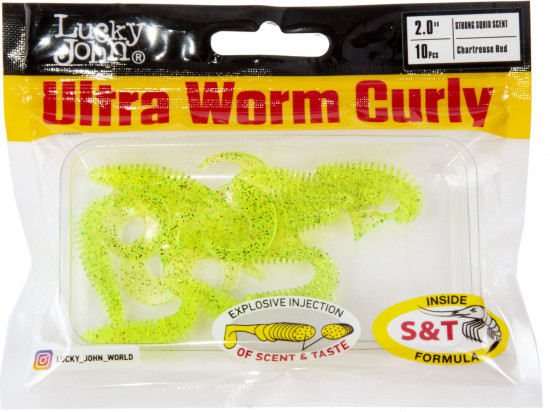 Lucky
John®
2.0"
10Pcs
STRONG SQUID SCENT
Chartreuse Red
Ultra Worm Curly
EXPLOSIVE INJECTION
OF SCENT & TASTE
INSIDE
S&T
FORMULA
LUCKY_JOHN_WORLD